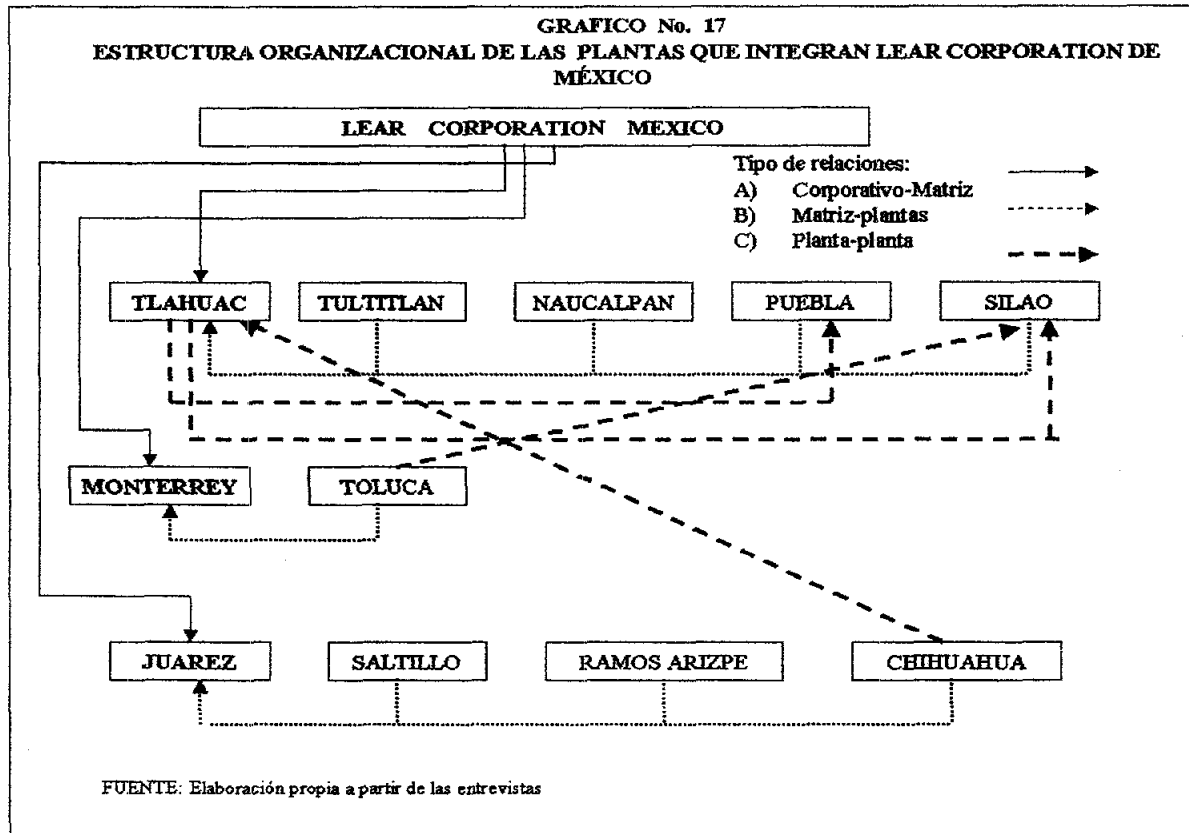 GRAFICO No. 17
ESTRUCTURA ORGANIZACIONAL DE LAS PLANTAS QUE INTEGRAN LEAR CORPORATION DE
MÉXICO
LEAR CORPORATION MEXICO
Tipo de relaciones:
A) Corporativo-Matriz
B) Matriz-plantas
C) Planta-planta
TLAHUAC
TULTITLAN
NAUCALPAN
PUEBLA
SILAO
MONTERREY
TOLUCA
JUAREZ
SALTILLO
RAMOS ARIZPE
CHIHUAHUA
FUENTE: Elaboración propia a partir de las entrevistas